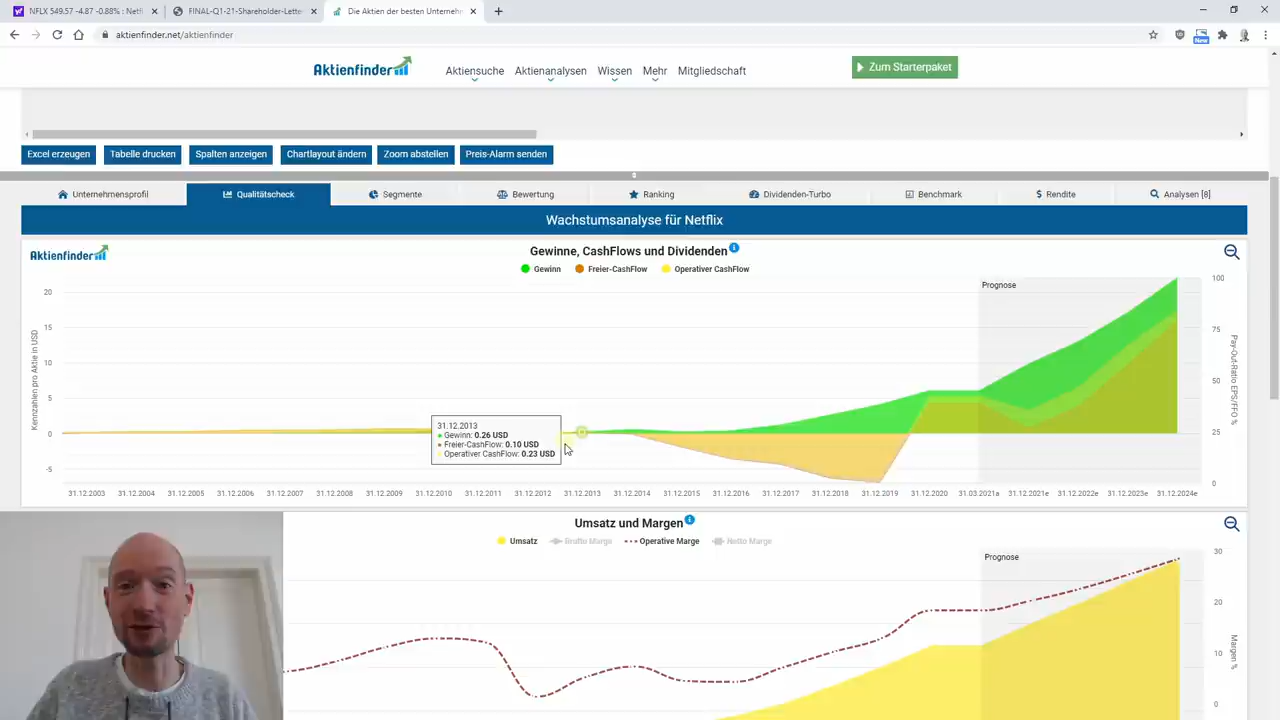 NFLX 549.57 -4.87 -0.88% : Netfl
FINAL-Q1-21-Shareholder-Lette
Die Aktien der besten Unternehm
aktienfinder.net/aktienfinder
New
Aktienfinder
Aktiensuche Aktienanalysen Wissen Mehr Mitgliedschaft
Zum Starterpaket
Excel erzeugen Tabelle drucken Spalten anzeigen Chartlayout ändern Zoom abstellen Preis-Alarm senden
Unternehmensprofil Qualitätscheck Segmente Bewertung Ranking Dividenden-Turbo Benchmark Rendite Analysen [8]
Wachstumsanalyse für Netflix
Aktienfinder
Gewinne, CashFlows und Dividenden
Gewinn Freier-CashFlow Operativer CashFlow
Kennzahlen pro Aktie in USD
20
15
10
5
0
-5
Prognose
100
75
50
25
0
Pay-Out-Ratio EPS/FFO %
31.12.2013
Gewinn: 0.26 USD
Freier-CashFlow: 0.10 USD
Operativer CashFlow: 0.23 USD
31.12.2003 31.12.2004 31.12.2005 31.12.2006 31.12.2007 31.12.2008 31.12.2009 31.12.2010 31.12.2011 31.12.2012 31.12.2013 31.12.2014 31.12.2015 31.12.2016 31.12.2017 31.12.2018 31.12.2019 31.12.2020 31.03.2021a 31.12.2021e 31.12.2022e 31.12.2023e 31.12.2024e
Umsatz und Margen
Umsatz Brutto Marge Operative Marge Netto Marge
Prognose
30
20
10
0
Margen %